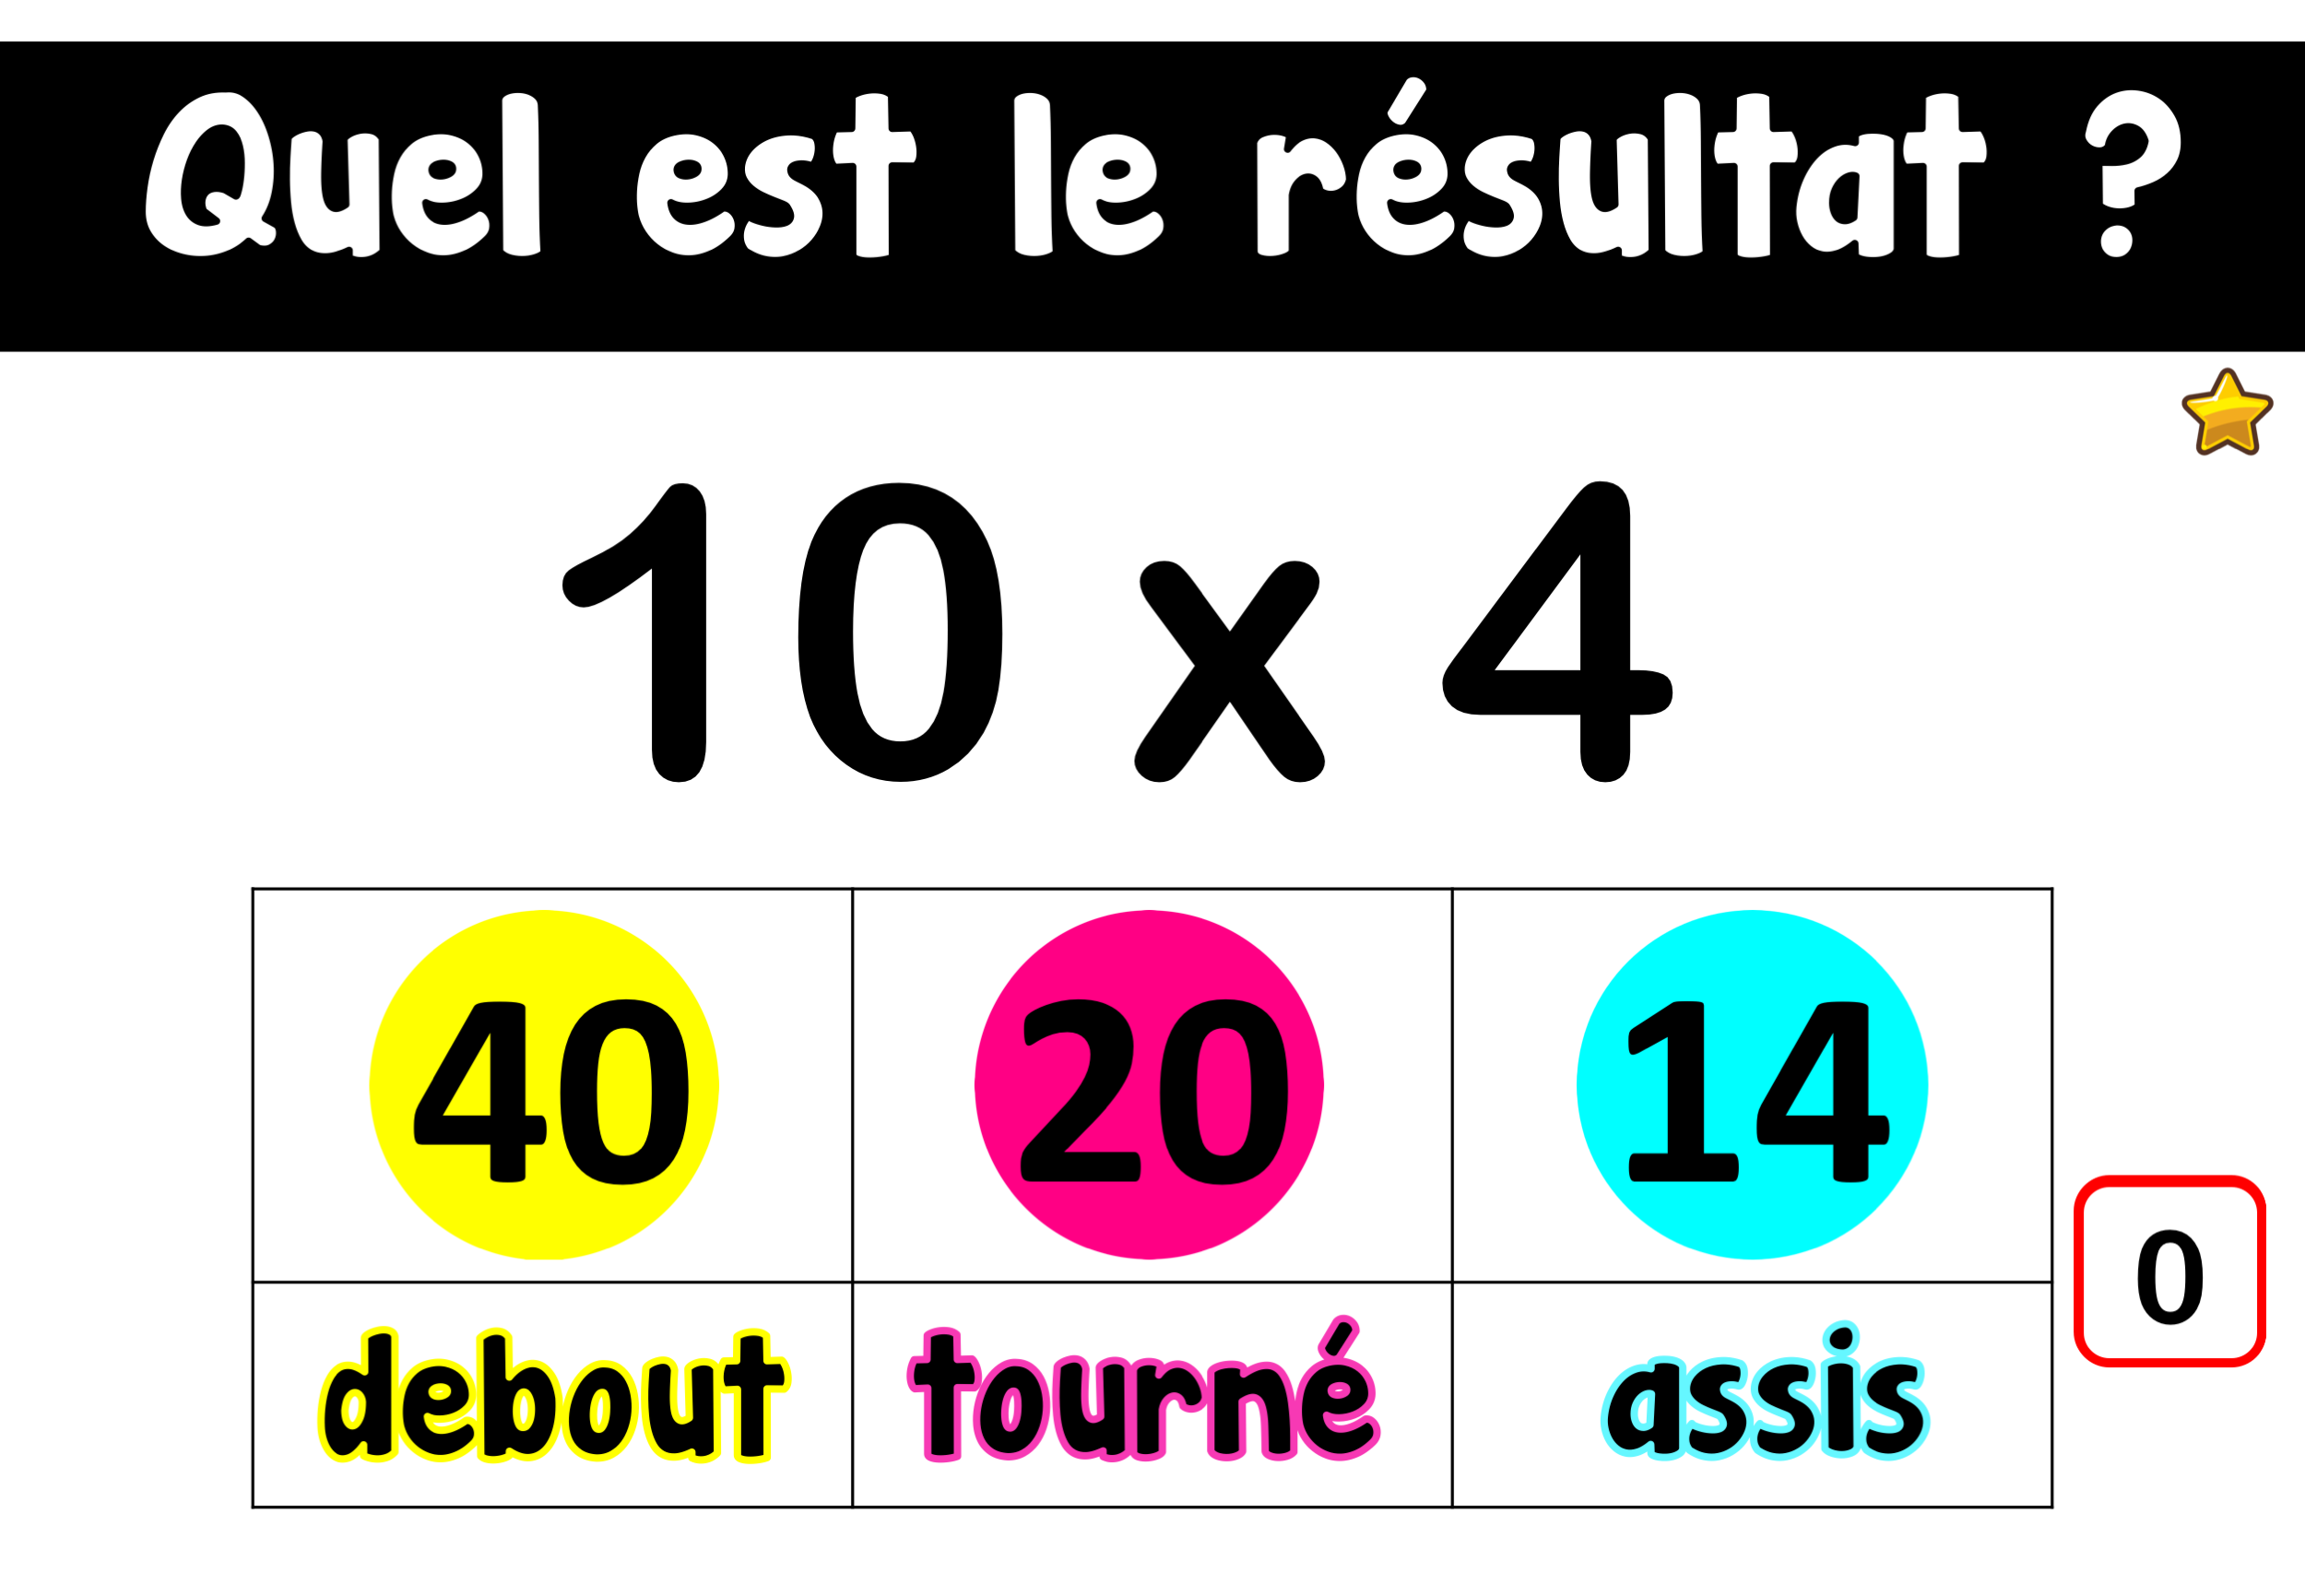 Quel est le résultat ?
10 x 4
40 20 14
0
debout tourné assis